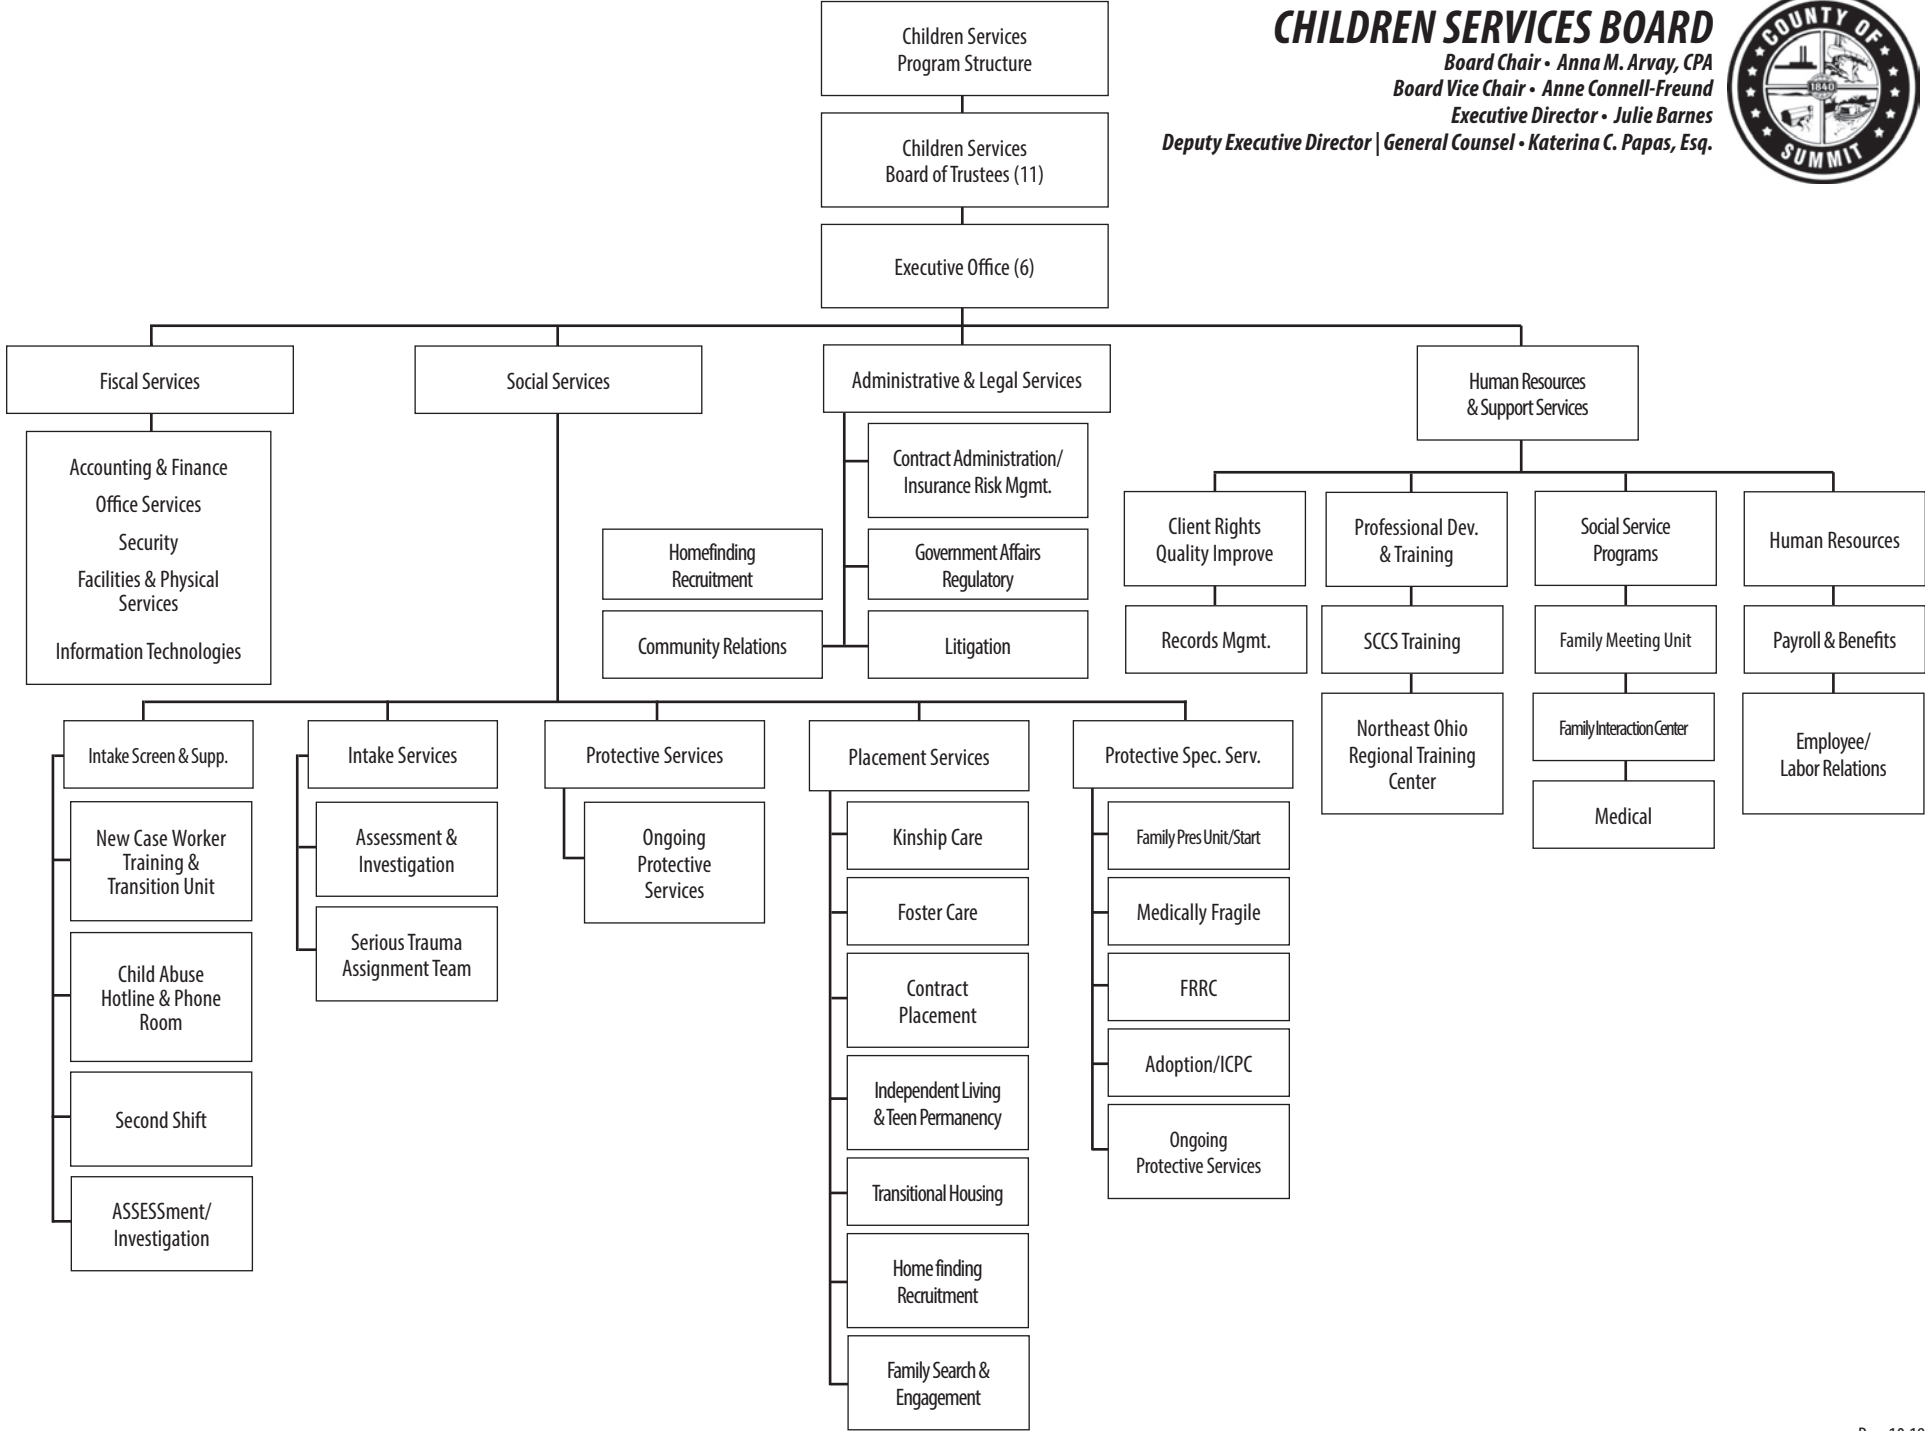 CHILDREN SERVICES BOARD
Board Chair • Anna M. Arvay, CPA
Board Vice Chair • Anne Connell-Freund
Executive Director • Julie Barnes
Deputy Executive Director | General Counsel • Katerina C. Papas, Esq.
COUNTY OF
1840
SUMMIT
Children Services
Program Structure
Children Services
Board of Trustees (11)
Executive Office (6)
Fiscal Services
Social Services
Administrative & Legal Services
Human Resources
& Support Services
Accounting & Finance
Office Services
Security
Facilities & Physical
Services
Information Technologies
Contract Administration/
Insurance Risk Mgmt.
Homefinding
Recruitment
Government Affairs
Regulatory
Community Relations
Litigation
Client Rights
Quality Improve
Records Mgmt.
Professional Dev.
& Training
SCCS Training
Northeast Ohio
Regional Training
Center
Social Service
Programs
Family Meeting Unit
Family Interaction Center
Medical
Human Resources
Payroll & Benefits
Employee/
Labor Relations
Intake Screen & Supp.
New Case Worker
Training &
Transition Unit
Child Abuse
Hotline & Phone
Room
Second Shift
ASSESSment/
Investigation
Intake Services
Assessment &
Investigation
Serious Trauma
Assignment Team
Protective Services
Ongoing
Protective
Services
Placement Services
Kinship Care
Foster Care
Contract
Placement
Independent Living
& Teen Permanency
Transitional Housing
Home finding
Recruitment
Family Search &
Engagement
Protective Spec. Serv.
Family Pres Unit/Start
Medically Fragile
FRRC
Adoption/ICPC
Ongoing
Protective Services